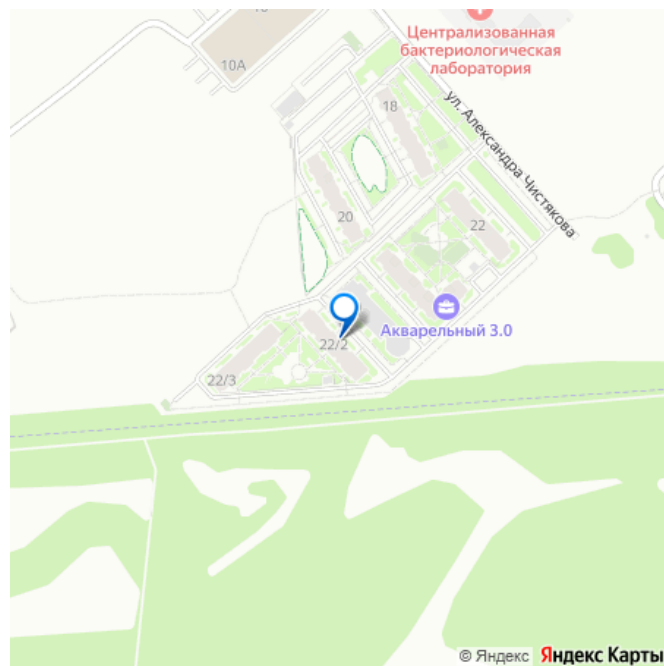 Централизованная
бактериологическая
лаборатория
10А
18
ул. Александра Чистякова
20
22
Акварельный 3.0
22/2
22/3
© Яндекс Яндекс Карты